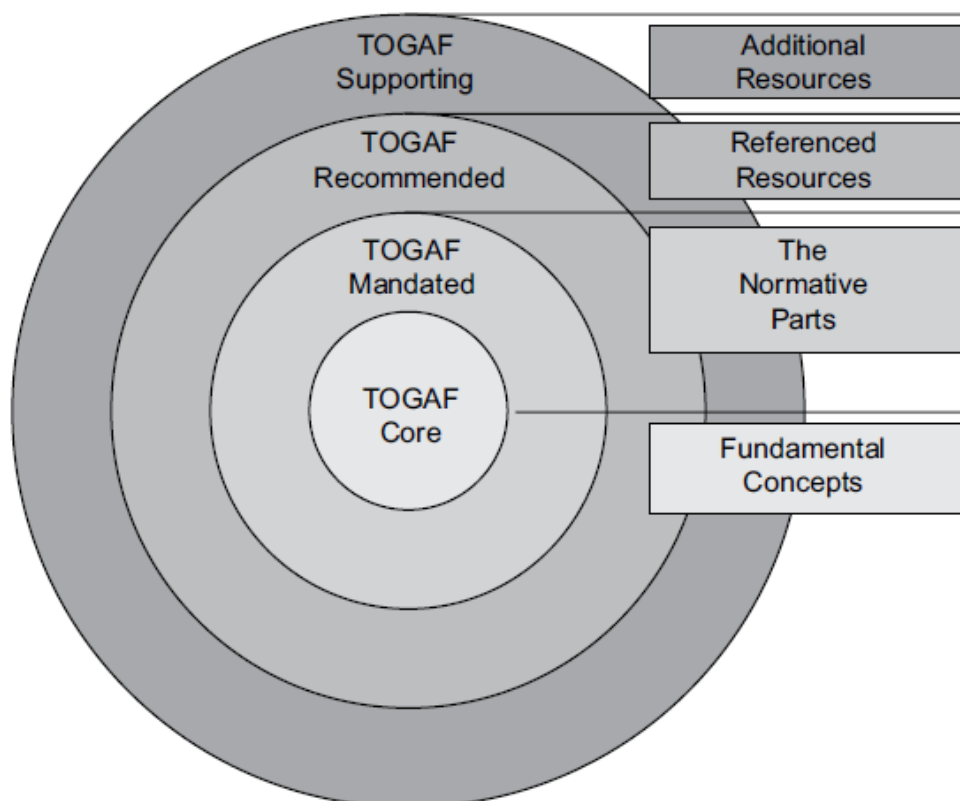 TOGAF
Supporting
Additional
Resources
TOGAF
Recommended
Referenced
Resources
TOGAF
Mandated
The
Normative
Parts
TOGAF
Core
Fundamental
Concepts